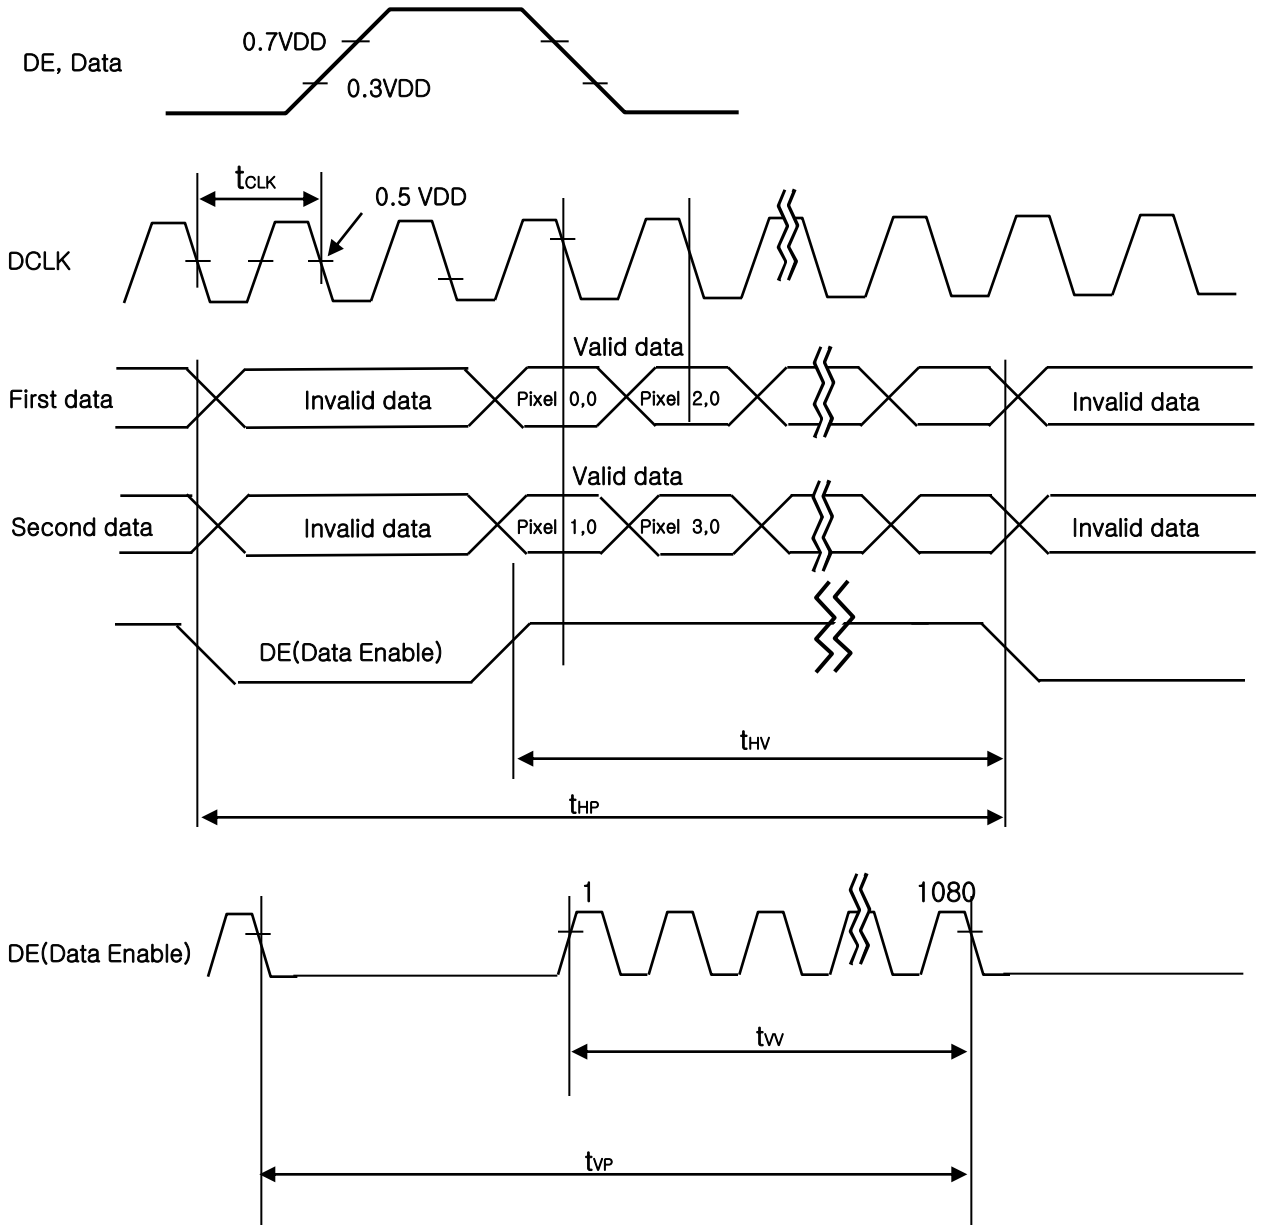 0.7VDD
DE, Data
0.3VDD
tCLK
0.5 VDD
DCLK
Valid data
First data
Invalid data
Pixel 0,0
Pixel 2,0
Invalid data
Valid data
Second data
Invalid data
Pixel 1,0
Pixel 3,0
Invalid data
DE(Data Enable)
tHV
tHP
1
1080
DE(Data Enable)
tVV
tVP